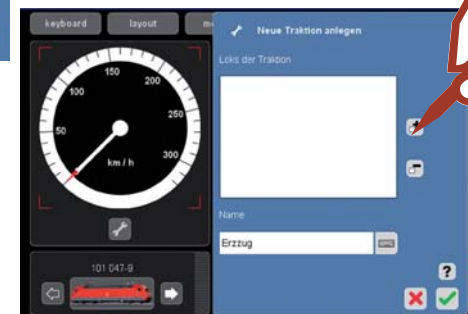 keyboard
layout
Neue Traktion anlegen
Loks der Traktion
50
100
150
200
250
300
km / h
Name
Erzzug
101 047-9
?